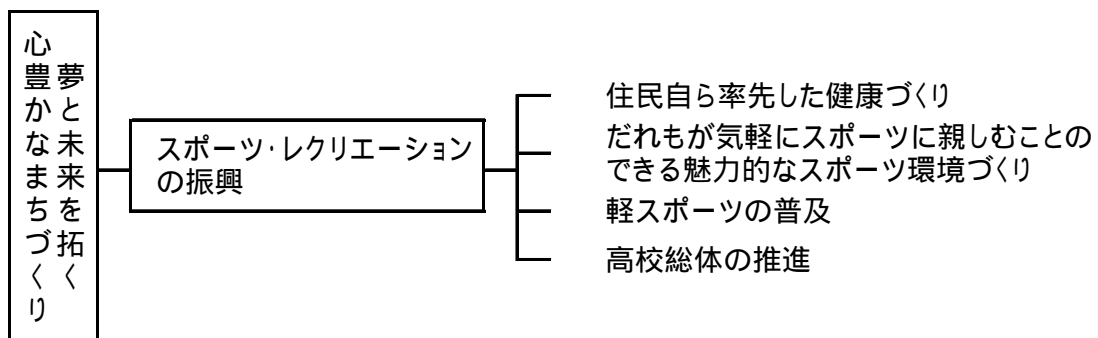 夢と未来を拓く
心豊かなまちづくり
スポーツ・レクリエーション
の振興
住民自ら率先した健康づくり
だれもが気軽にスポーツに親しむことの
できる魅力的なスポーツ環境づくり
軽スポーツの普及
高校総体の推進